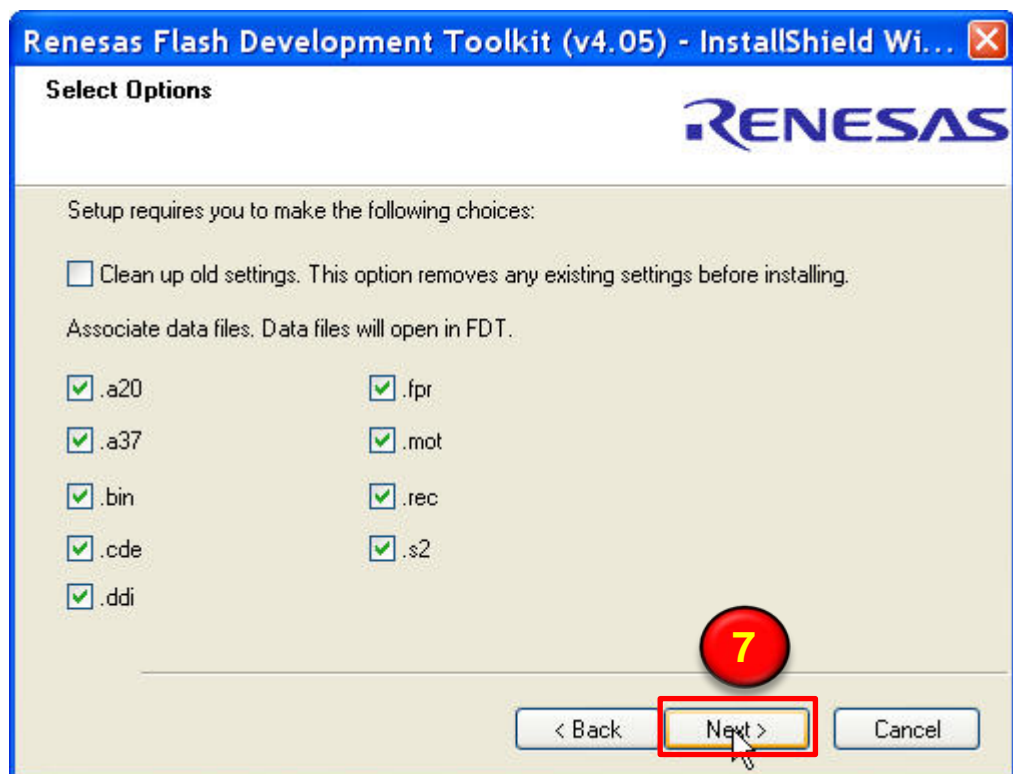 Renesas Flash Development Toolkit (v4.05) - InstallShield Wi...
Select Options
RENESAS
Setup requires you to make the following choices:
Clean up old settings. This option removes any existing settings before installing.
Associate data files. Data files will open in FDT.
.a20
.fpr
.a37
.mot
.bin
.rec
.cde
.s2
.ddi
7
< Back
Next >
Cancel